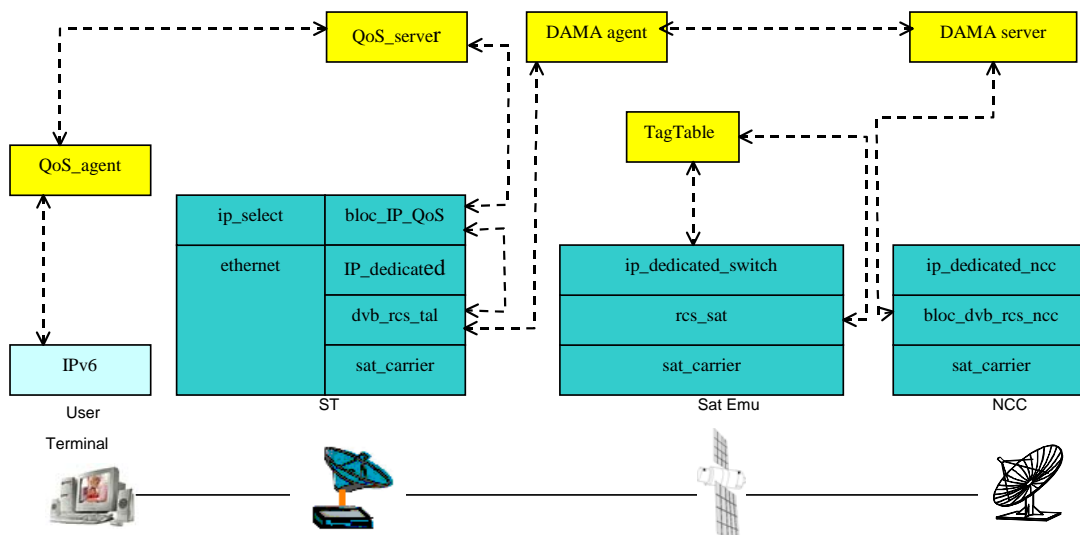 QoS_server
DAMA agent
DAMA server
TagTable
QoS_agent
ip_select
bloc_IP_QoS
ethernet
IP_dedicated
ip_dedicated_switch
ip_dedicated_ncc
dvb_rcs_tal
rcs_sat
bloc_dvb_rcs_ncc
IPv6
sat_carrier
sat_carrier
sat_carrier
User
Terminal
ST
Sat Emu
NCC